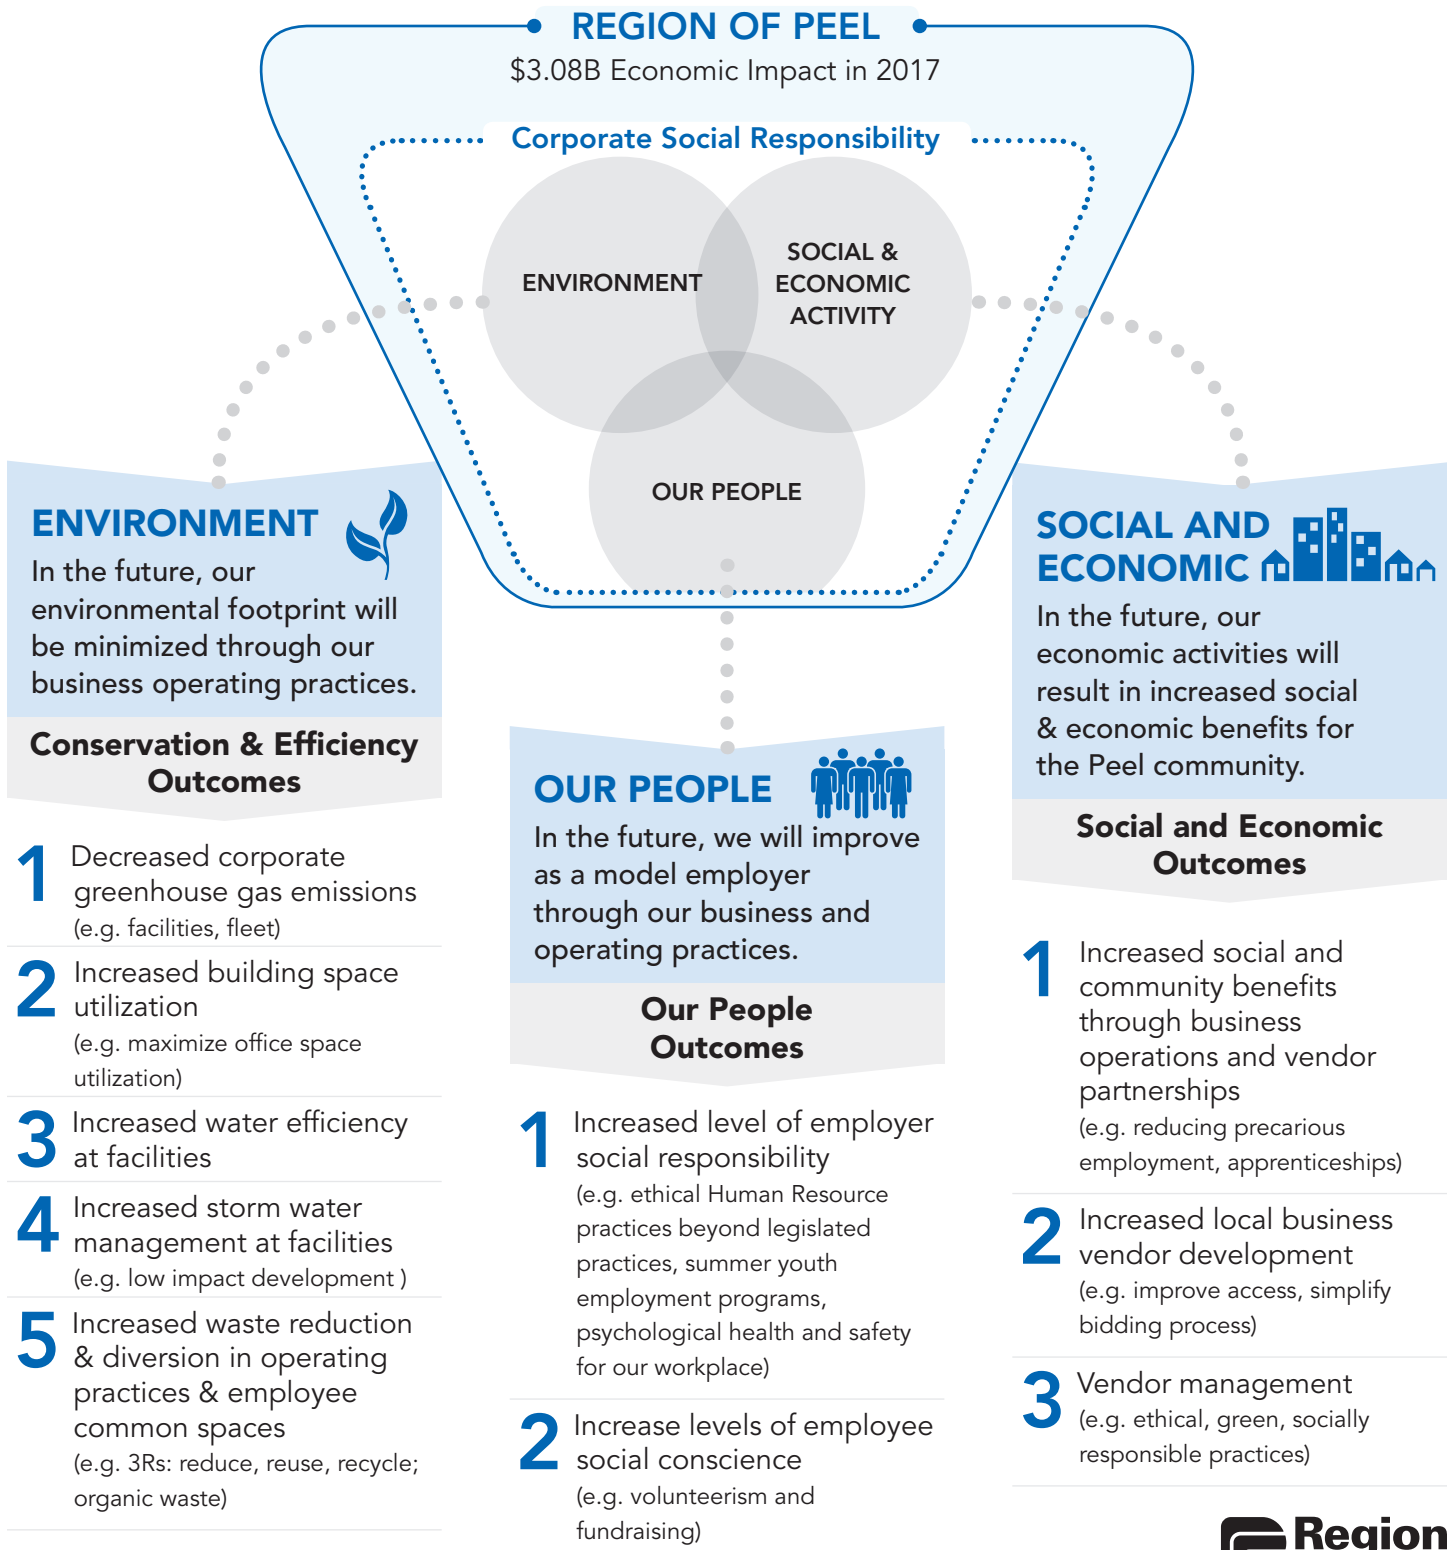 REGION OF PEEL
$3.08B Economic Impact in 2017
Corporate Social Responsibility
ENVIRONMENT
SOCIAL &
ECONOMIC
ACTIVITY
OUR PEOPLE
ENVIRONMENT
In the future, our
environmental footprint will
be minimized through our
business operating practices.
Conservation & Efficiency
Outcomes
1 Decreased corporate
greenhouse gas emissions
(e.g. facilities, fleet)
2 Increased building space
utilization
(e.g. maximize office space
utilization)
3 Increased water efficiency
at facilities
4 Increased storm water
management at facilities
(e.g. low impact development )
5 Increased waste reduction
& diversion in operating
practices & employee
common spaces
(e.g. 3Rs: reduce, reuse, recycle;
organic waste)
OUR PEOPLE
In the future, we will improve
as a model employer
through our business and
operating practices.
Our People
Outcomes
1 Increased level of employer
social responsibility
(e.g. ethical Human Resource
practices beyond legislated
practices, summer youth
employment programs,
psychological health and safety
for our workplace)
2 Increase levels of employee
social conscience
(e.g. volunteerism and
fundraising)
SOCIAL AND
ECONOMIC
In the future, our
economic activities will
result in increased social
& economic benefits for
the Peel community.
Social and Economic
Outcomes
1 Increased social and
community benefits
through business
operations and vendor
partnerships
(e.g. reducing precarious
employment, apprenticeships)
2 Increased local business
vendor development
(e.g. improve access, simplify
bidding process)
3 Vendor management
(e.g. ethical, green, socially
responsible practices)
Region